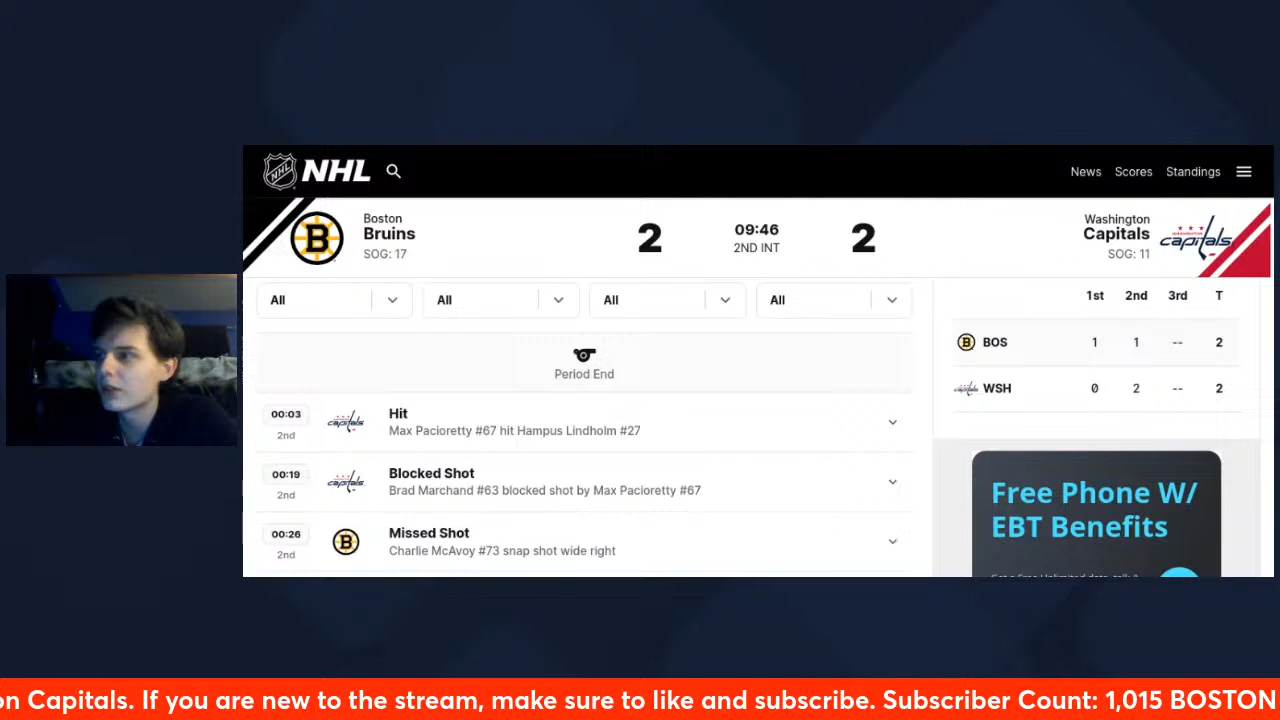 NHL
NHL
News Scores Standings
Boston
Bruins
SOG: 17
2
09:46
2ND INT
2
Washington
Capitals
SOG: 11
B
capitals
All
All
All
All
1st 2nd 3rd T
B BOS 1 1 -- 2
WSH 0 2 -- 2
Period End
00:03
2nd
capitals
Hit
Max Pacioretty #67 hit Hampus Lindholm #27
00:19
2nd
capitals
Blocked Shot
Brad Marchand #63 blocked shot by Max Pacioretty #67
00:26
2nd
B
Missed Shot
Charlie McAvoy #73 snap shot wide right
Free Phone W/
EBT Benefits
on Capitals. If you are new to the stream, make sure to like and subscribe. Subscriber Count: 1,015 BOSTON